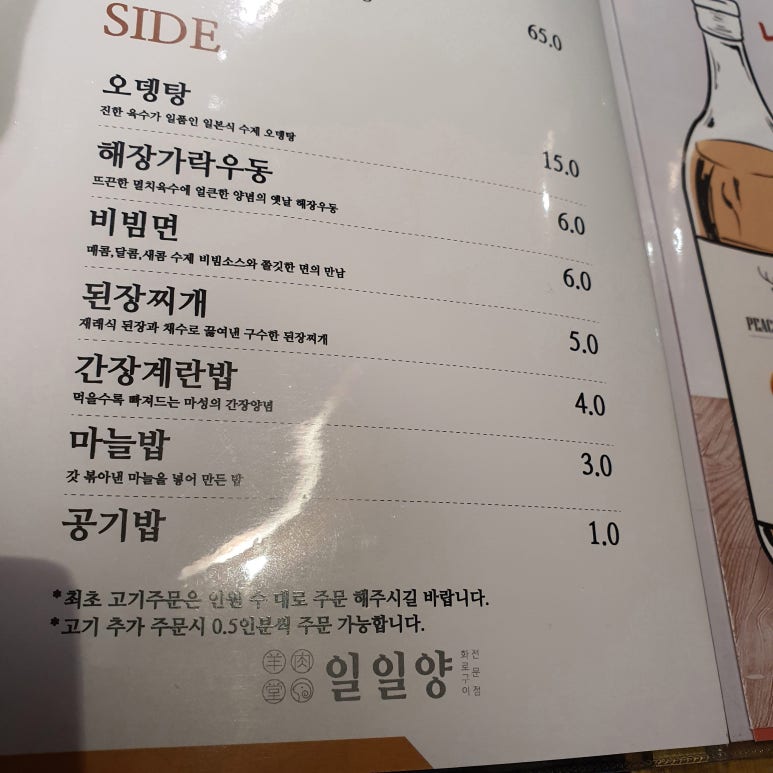 SIDE
65.0
오뎅탕
진한 육수가 일품인 일본식 수제 오뎅탕
15.0
해장가락우동
뜨끈한 멸치육수에 얼큰한 양념의 옛날 해장우동
6.0
비빔면
매콤,달콤,새콤 수제 비빔소스와 쫄깃한 면의 만남
6.0
된장찌개
재래식 된장과 채수로 끓여낸 구수한 된장찌개
5.0
간장계란밥
먹을수록 빠져드는 마성의 간장양념
4.0
마늘밥
갓 볶아낸 마늘을 넣어 만든 밥
3.0
공기밥
1.0
*최초 고기주문은 인원 수 대로 주문 해주시길 바랍니다.
*고기 추가 주문시 0.5인분씩 주문 가능합니다.
羊肉堂
일일양
화로구이
전문점
PEAC